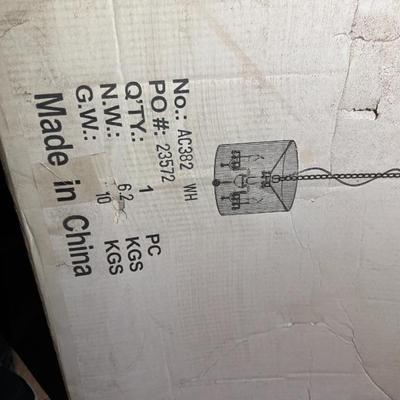 No.: AC382 WH
PO #: 23572
Q'TY.: 1 PC
N.W.: 6.2 KGS
G.W.: 10 KGS
Made in China